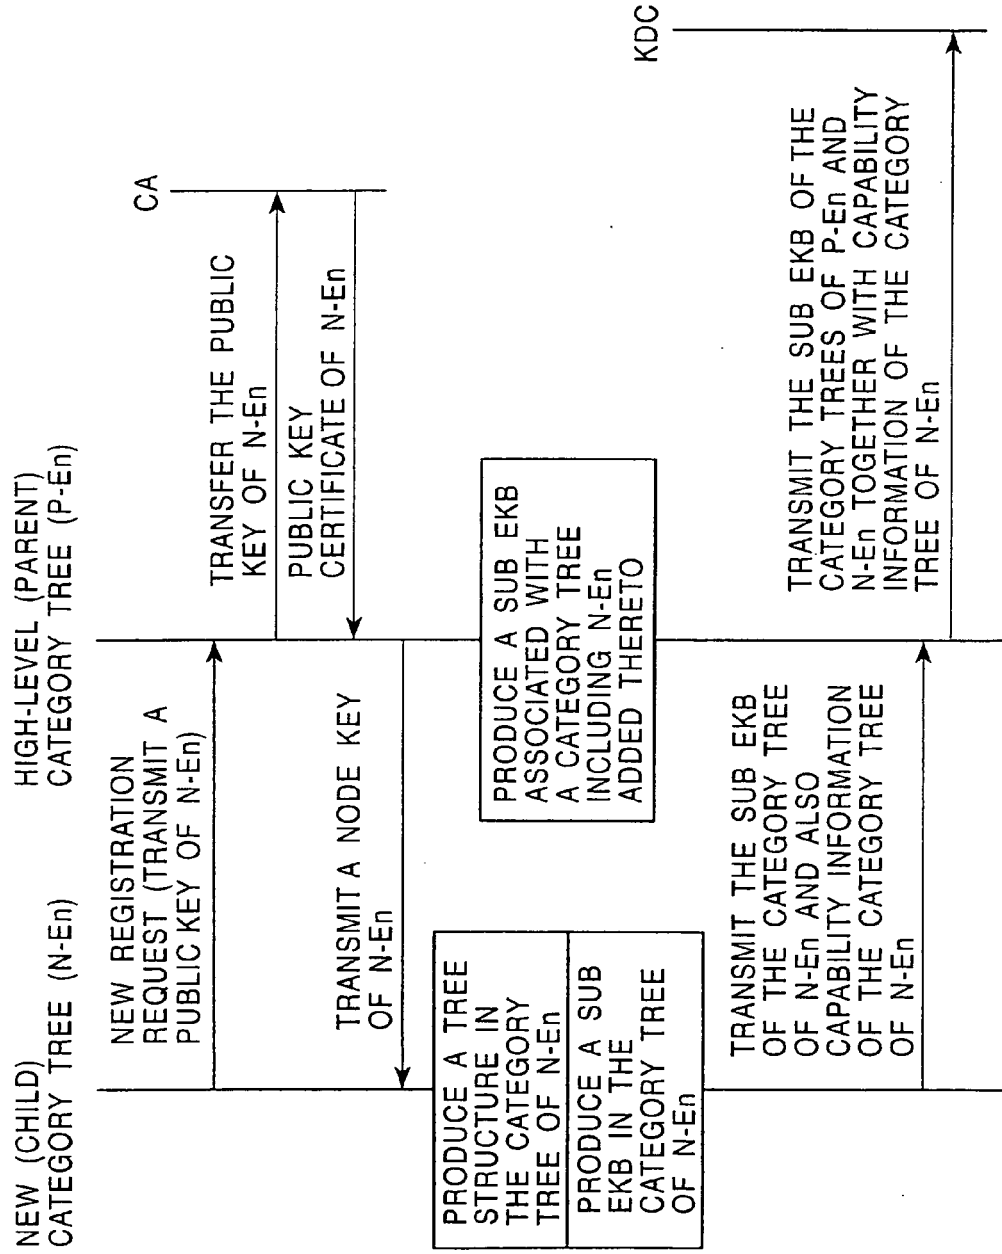 NEW (CHILD)
CATEGORY TREE (N-En)
HIGH-LEVEL (PARENT)
CATEGORY TREE (P-En)
CA
KDC
NEW REGISTRATION
REQUEST (TRANSMIT A
PUBLIC KEY OF N-En)
TRANSFER THE PUBLIC
KEY OF N-En
PUBLIC KEY
CERTIFICATE OF N-En
TRANSMIT A NODE KEY
OF N-En
PRODUCE A TREE
STRUCTURE IN
THE CATEGORY
TREE OF N-En
PRODUCE A SUB
EKB IN THE
CATEGORY TREE
OF N-En
PRODUCE A SUB EKB
ASSOCIATED WITH
A CATEGORY TREE
INCLUDING N-En
ADDED THERETO
TRANSMIT THE SUB EKB
OF THE CATEGORY TREE
OF N-En AND ALSO
CAPABILITY INFORMATION
OF THE CATEGORY TREE
OF N-En
TRANSMIT THE SUB EKB OF THE
CATEGORY TREES OF P-En AND
N-En TOGETHER WITH CAPABILITY
INFORMATION OF THE CATEGORY
TREE OF N-En